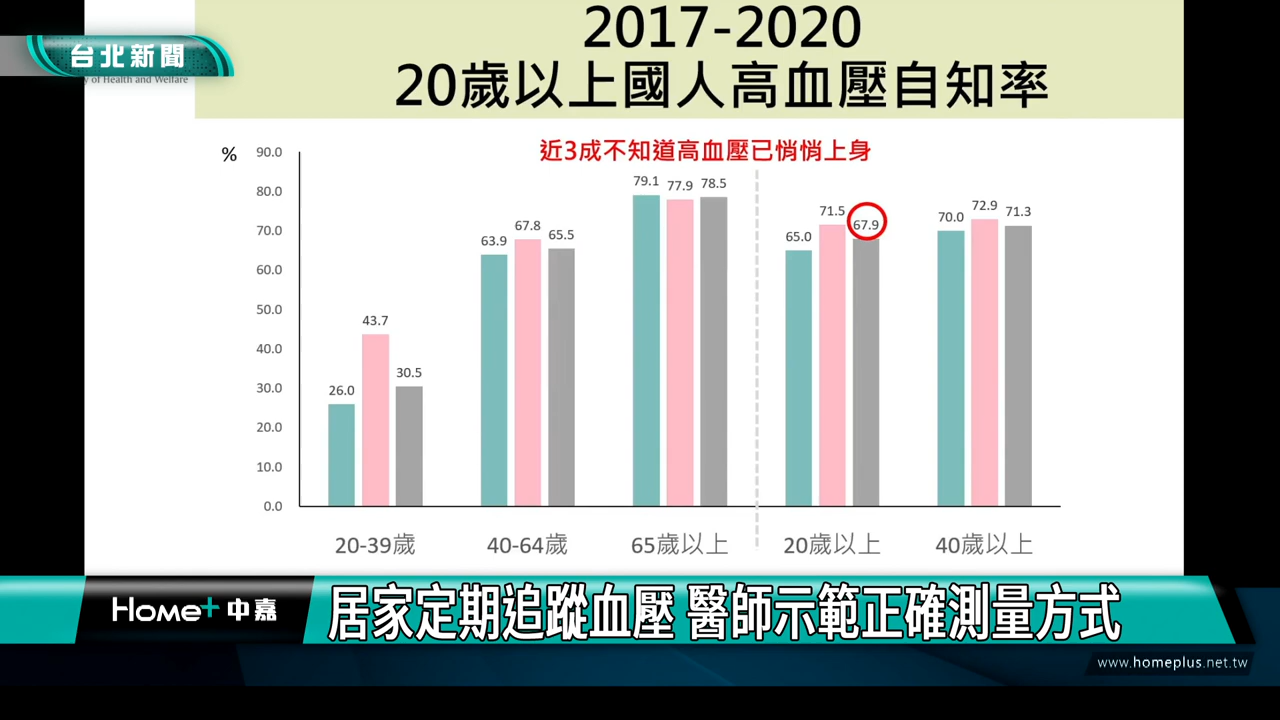 台北新聞
y of Health and Welfare
2017-2020
20歲以上國人高血壓自知率
近3成不知道高血壓已悄悄上身
%
90.0
80.0
70.0
60.0
50.0
40.0
30.0
20.0
10.0
0.0
26.0 43.7 30.5
63.9 67.8 65.5
79.1 77.9 78.5
65.0 71.5 67.9
70.0 72.9 71.3
20-39歲 40-64歲 65歲以上 20歲以上 40歲以上
Home+中嘉
居家定期追蹤血壓 醫師示範正確測量方式
www.homeplus.net.tw